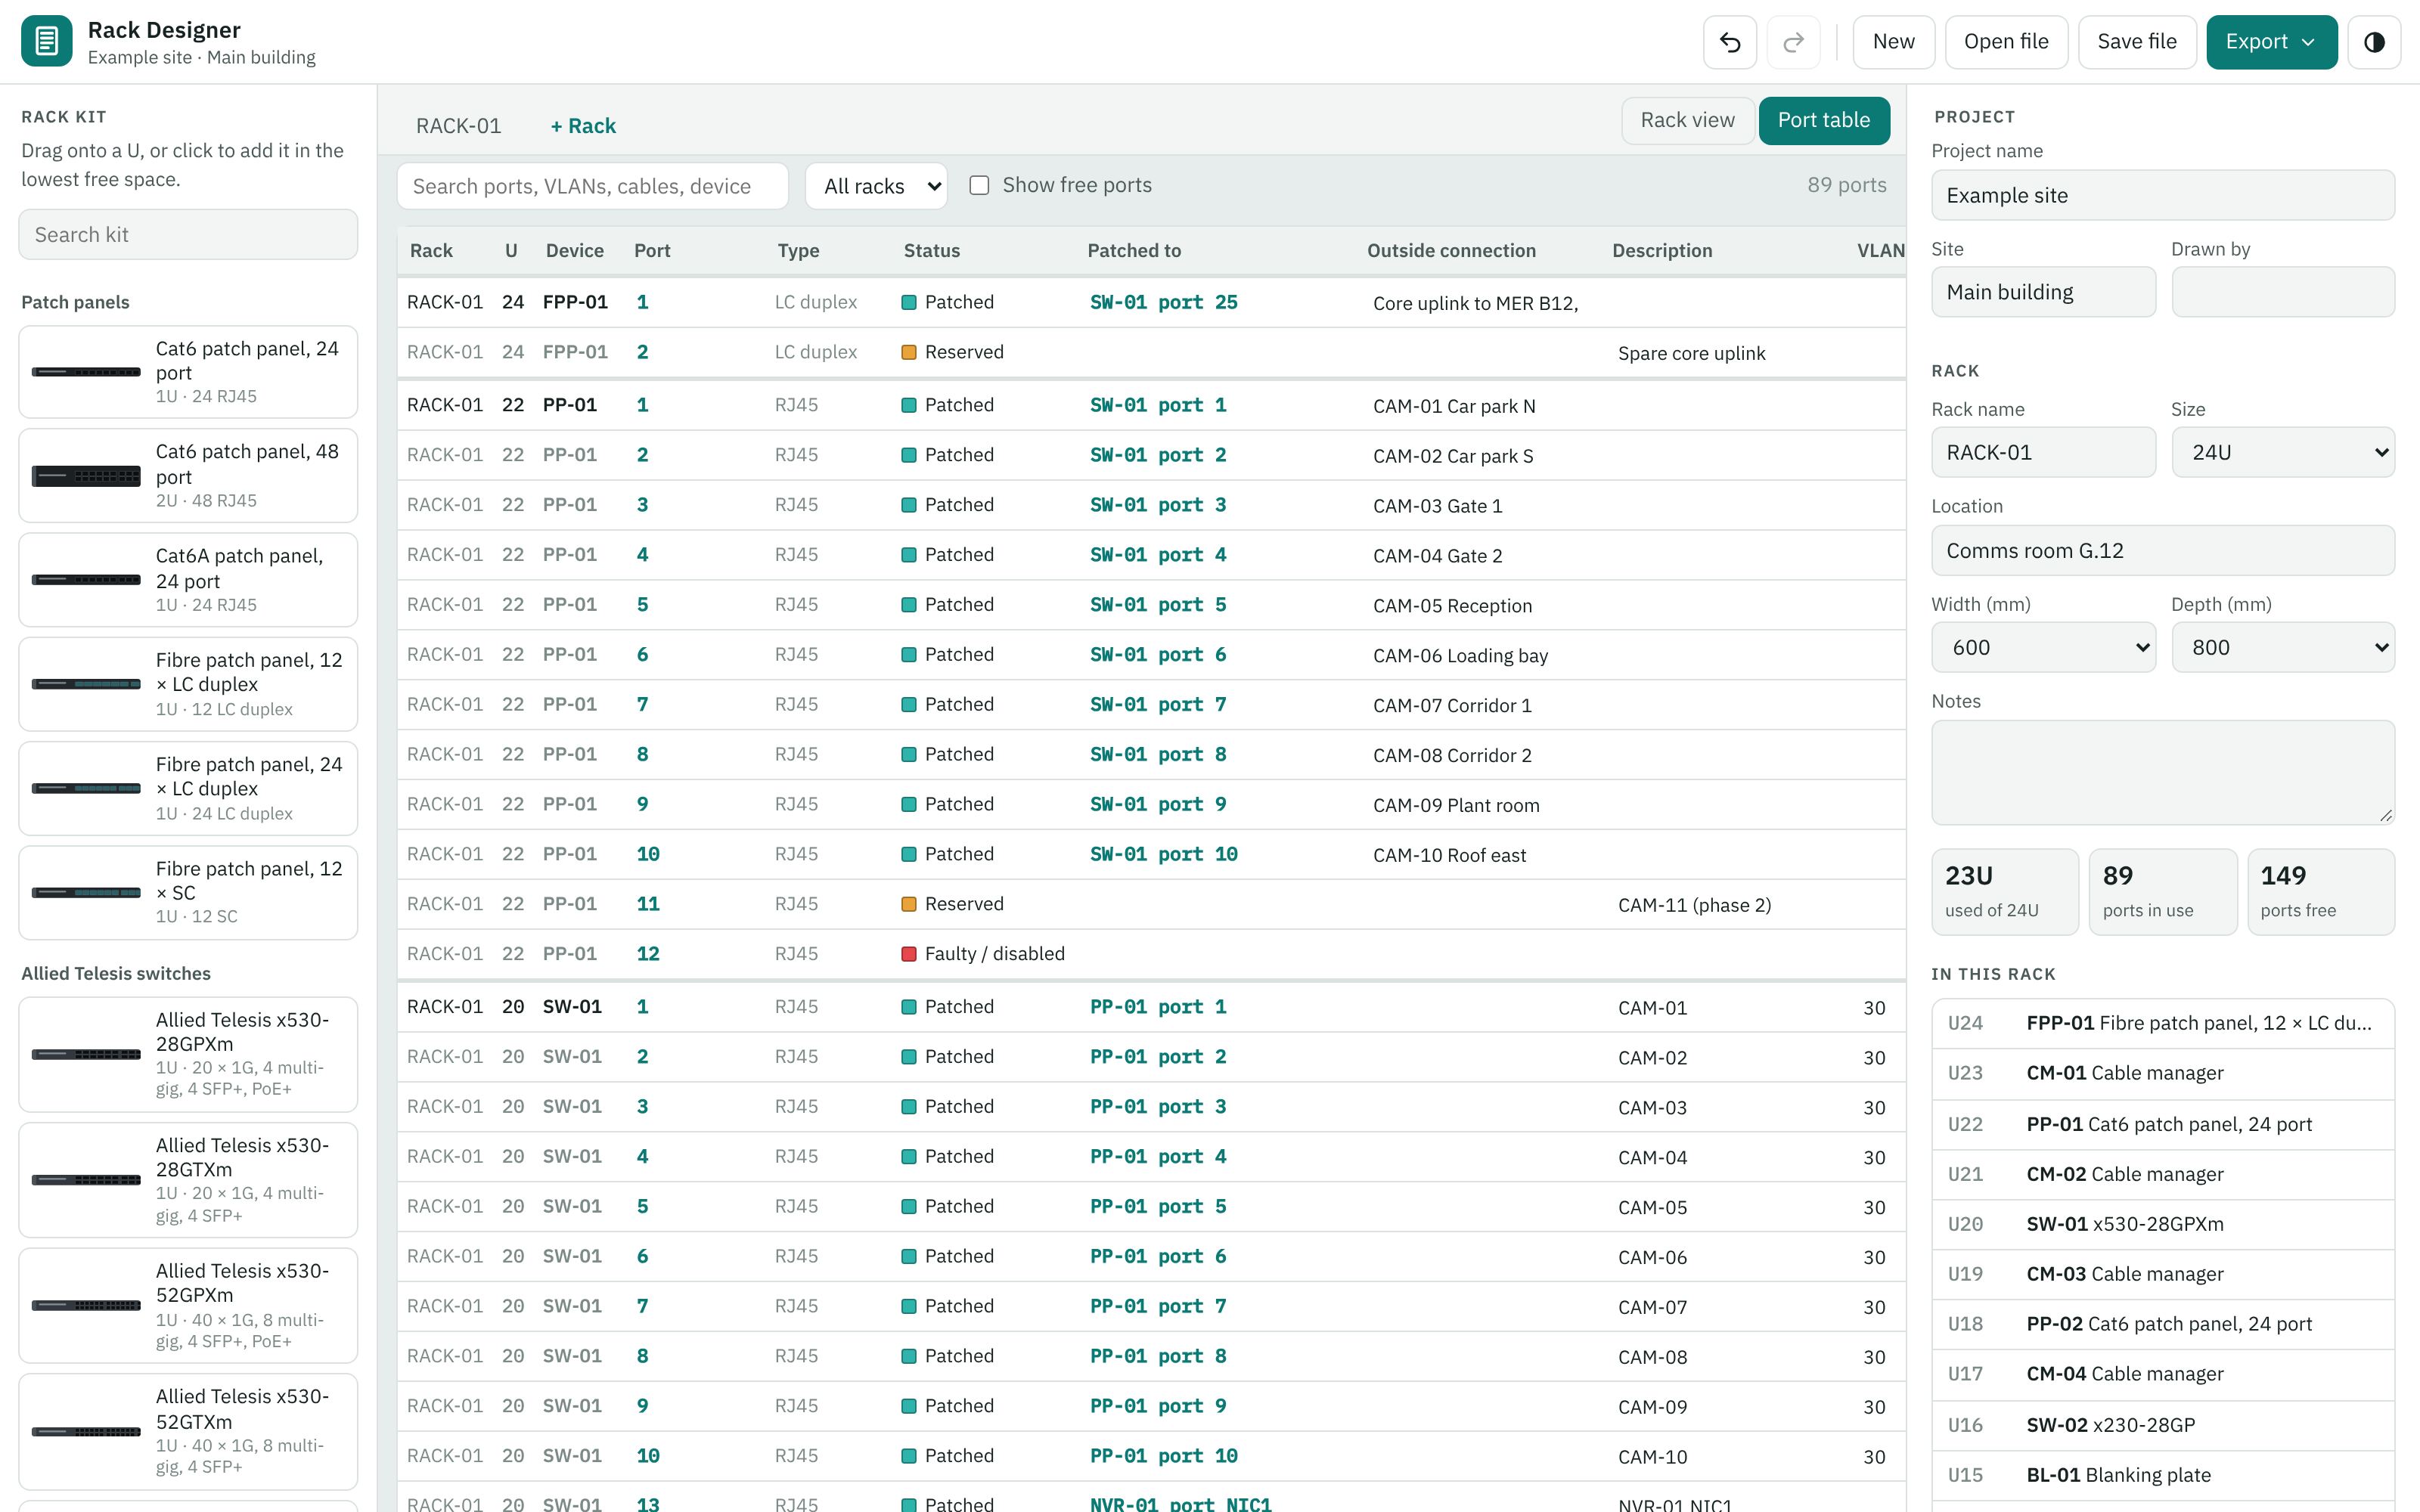 Rack Designer
Example site · Main building
New
Open file
Save file
Export
RACK KIT
Drag onto a U, or click to add it in the
lowest free space.
Search kit
Patch panels
Cat6 patch panel, 24
port
1U · 24 RJ45
Cat6 patch panel, 48
port
2U · 48 RJ45
Cat6A patch panel,
24 port
1U · 24 RJ45
Fibre patch panel, 12
× LC duplex
1U · 12 LC duplex
Fibre patch panel, 24
× LC duplex
1U · 24 LC duplex
Fibre patch panel, 12
× SC
1U · 12 SC
Allied Telesis switches
Allied Telesis x530-
28GPXm
1U · 20 × 1G, 4 multi-
gig, 4 SFP+, PoE+
Allied Telesis x530-
28GTXm
1U · 20 × 1G, 4 multi-
gig, 4 SFP+
Allied Telesis x530-
52GPXm
1U · 40 × 1G, 8 multi-
gig, 4 SFP+, PoE+
Allied Telesis x530-
52GTXm
1U · 40 × 1G, 8 multi-
gig, 4 SFP+
RACK-01 + Rack Rack view Port table
Search ports, VLANs, cables, device All racks Show free ports 89 ports
Rack U Device Port Type Status Patched to Outside connection Description VLAN
RACK-01 24 FPP-01 1 LC duplex Patched SW-01 port 25 Core uplink to MER B12,
RACK-01 24 FPP-01 2 LC duplex Reserved Spare core uplink
RACK-01 22 PP-01 1 RJ45 Patched SW-01 port 1 CAM-01 Car park N
RACK-01 22 PP-01 2 RJ45 Patched SW-01 port 2 CAM-02 Car park S
RACK-01 22 PP-01 3 RJ45 Patched SW-01 port 3 CAM-03 Gate 1
RACK-01 22 PP-01 4 RJ45 Patched SW-01 port 4 CAM-04 Gate 2
RACK-01 22 PP-01 5 RJ45 Patched SW-01 port 5 CAM-05 Reception
RACK-01 22 PP-01 6 RJ45 Patched SW-01 port 6 CAM-06 Loading bay
RACK-01 22 PP-01 7 RJ45 Patched SW-01 port 7 CAM-07 Corridor 1
RACK-01 22 PP-01 8 RJ45 Patched SW-01 port 8 CAM-08 Corridor 2
RACK-01 22 PP-01 9 RJ45 Patched SW-01 port 9 CAM-09 Plant room
RACK-01 22 PP-01 10 RJ45 Patched SW-01 port 10 CAM-10 Roof east
RACK-01 22 PP-01 11 RJ45 Reserved CAM-11 (phase 2)
RACK-01 22 PP-01 12 RJ45 Faulty / disabled
RACK-01 20 SW-01 1 RJ45 Patched PP-01 port 1 CAM-01 30
RACK-01 20 SW-01 2 RJ45 Patched PP-01 port 2 CAM-02 30
RACK-01 20 SW-01 3 RJ45 Patched PP-01 port 3 CAM-03 30
RACK-01 20 SW-01 4 RJ45 Patched PP-01 port 4 CAM-04 30
RACK-01 20 SW-01 5 RJ45 Patched PP-01 port 5 CAM-05 30
RACK-01 20 SW-01 6 RJ45 Patched PP-01 port 6 CAM-06 30
RACK-01 20 SW-01 7 RJ45 Patched PP-01 port 7 CAM-07 30
RACK-01 20 SW-01 8 RJ45 Patched PP-01 port 8 CAM-08 30
RACK-01 20 SW-01 9 RJ45 Patched PP-01 port 9 CAM-09 30
RACK-01 20 SW-01 10 RJ45 Patched PP-01 port 10 CAM-10 30
RACK-01 20 SW-01 13 RJ45 Patched NVR-01 port NIC1 NVR-01 NIC1
PROJECT
Project name
Example site
Site Drawn by
Main building
RACK
Rack name Size
RACK-01 24U
Location
Comms room G.12
Width (mm) Depth (mm)
600 800
Notes
23U 89 149
used of 24U ports in use ports free
IN THIS RACK
U24 FPP-01 Fibre patch panel, 12 × LC du...
U23 CM-01 Cable manager
U22 PP-01 Cat6 patch panel, 24 port
U21 CM-02 Cable manager
U20 SW-01 x530-28GPXm
U19 CM-03 Cable manager
U18 PP-02 Cat6 patch panel, 24 port
U17 CM-04 Cable manager
U16 SW-02 x230-28GP
U15 BL-01 Blanking plate